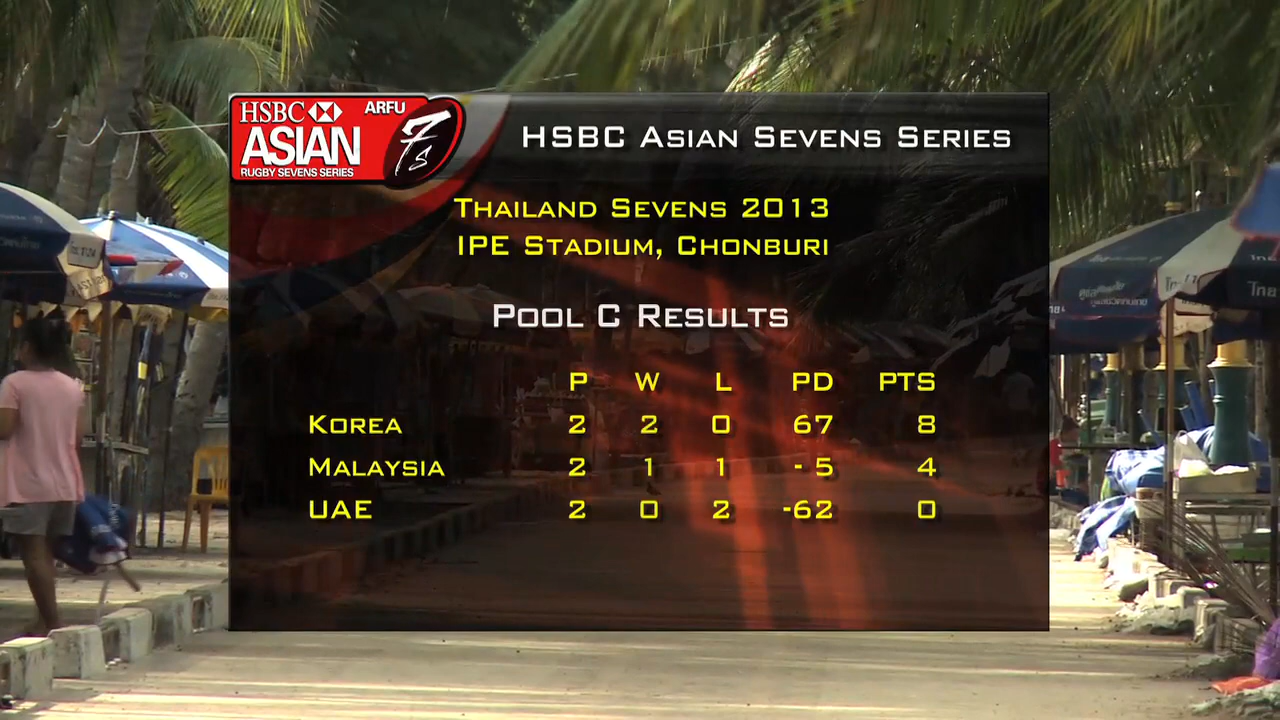 HSBC ARFU
ASIAN 7s
RUGBY SEVENS SERIES
HSBC ASIAN SEVENS SERIES
THAILAND SEVENS 2013
IPE STADIUM, CHONBURI
POOL C RESULTS
P W L PD PTS
KOREA 2 2 0 67 8
MALAYSIA 2 1 1 - 5 4
UAE 2 0 2 -62 0